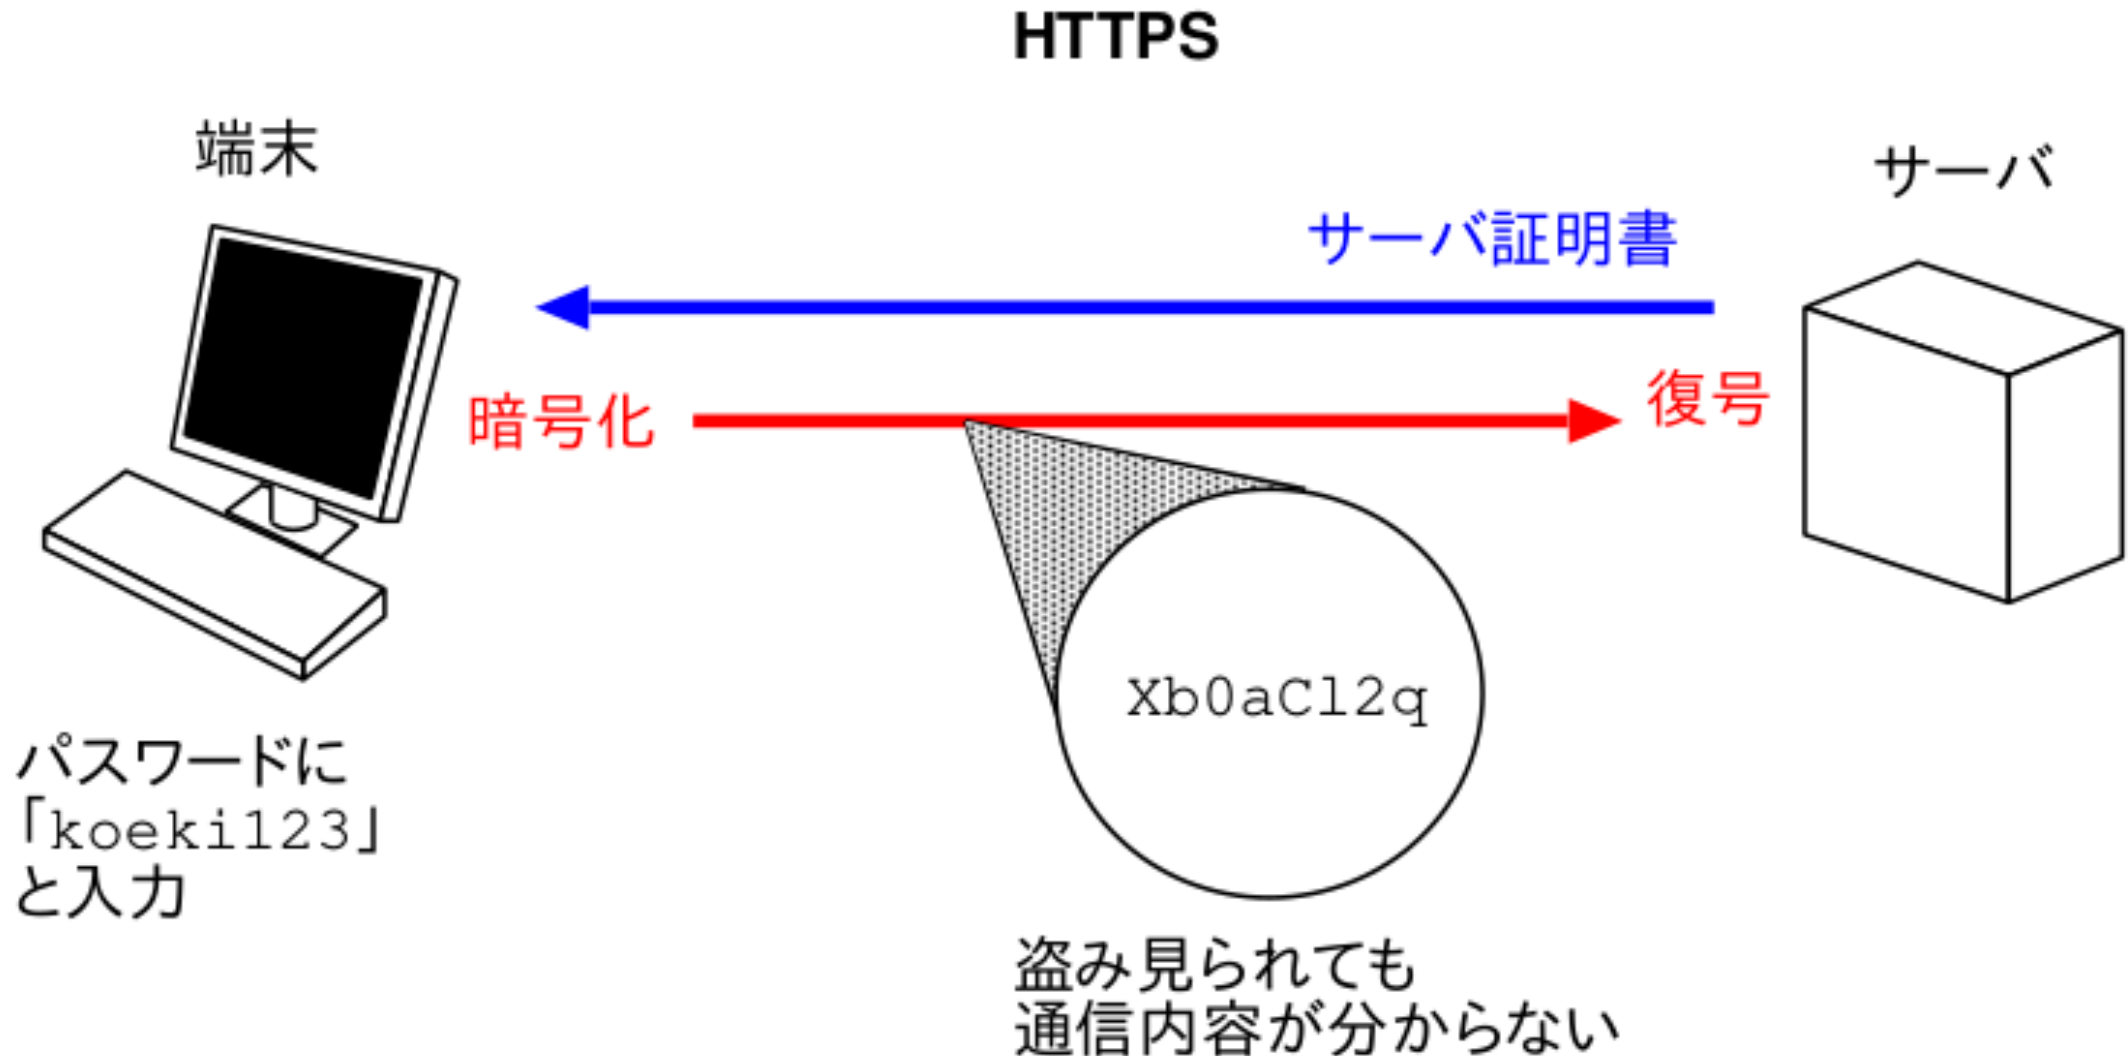 HTTPS
端末
サーバ
サーバ証明書
暗号化
復号
Xb0aCl2q
パスワードに
「koeki123」
と入力
盗み見られても
通信内容が分からない